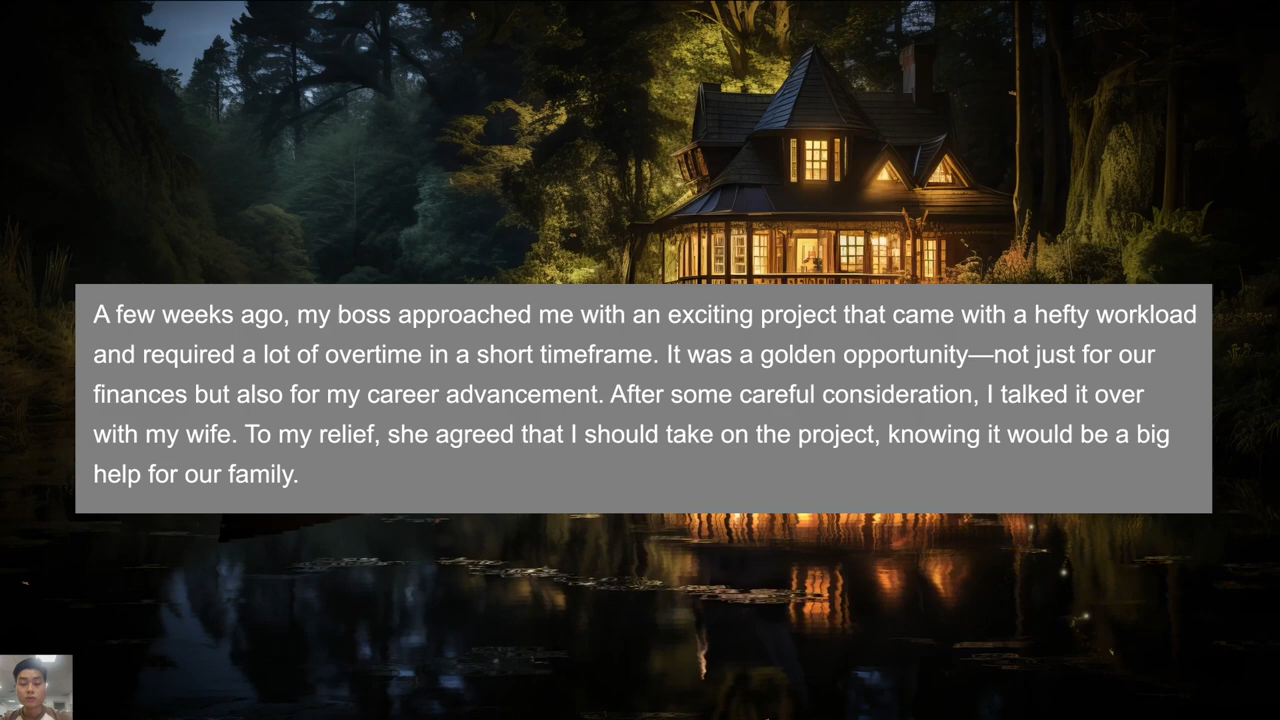 A few weeks ago, my boss approached me with an exciting project that came with a hefty workload
and required a lot of overtime in a short timeframe. It was a golden opportunity—not just for our
finances but also for my career advancement. After some careful consideration, I talked it over
with my wife. To my relief, she agreed that I should take on the project, knowing it would be a big
help for our family.